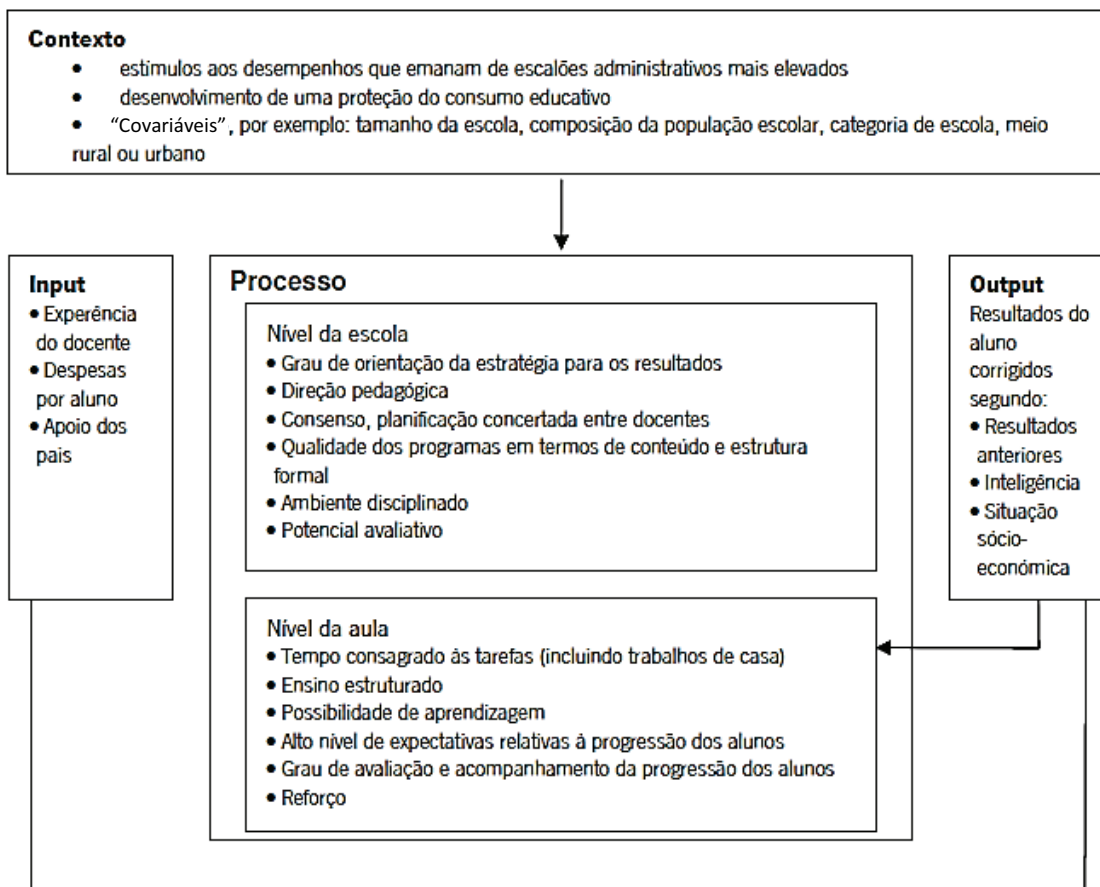 Contexto
• estímulos aos desempenhos que emanam de escalões administrativos mais elevados
• desenvolvimento de uma proteção do consumo educativo
• “Covariáveis”, por exemplo: tamanho da escola, composição da população escolar, categoria de escola, meio
rural ou urbano
Input
• Experência
do docente
• Despesas
por aluno
• Apoio dos
pais
Processo
Nível da escola
• Grau de orientação da estratégia para os resultados
• Direção pedagógica
• Consenso, planificação concertada entre docentes
• Qualidade dos programas em termos de conteúdo e estrutura
formal
• Ambiente disciplinado
• Potencial avaliativo
Nível da aula
• Tempo consagrado às tarefas (incluindo trabalhos de casa)
• Ensino estruturado
• Possibilidade de aprendizagem
• Alto nível de expectativas relativas à progressão dos alunos
• Grau de avaliação e acompanhamento da progressão dos alunos
• Reforço
Output
Resultados do
aluno
corrigidos
segundo:
• Resultados
anteriores
• Inteligência
• Situação
sócio-
económica